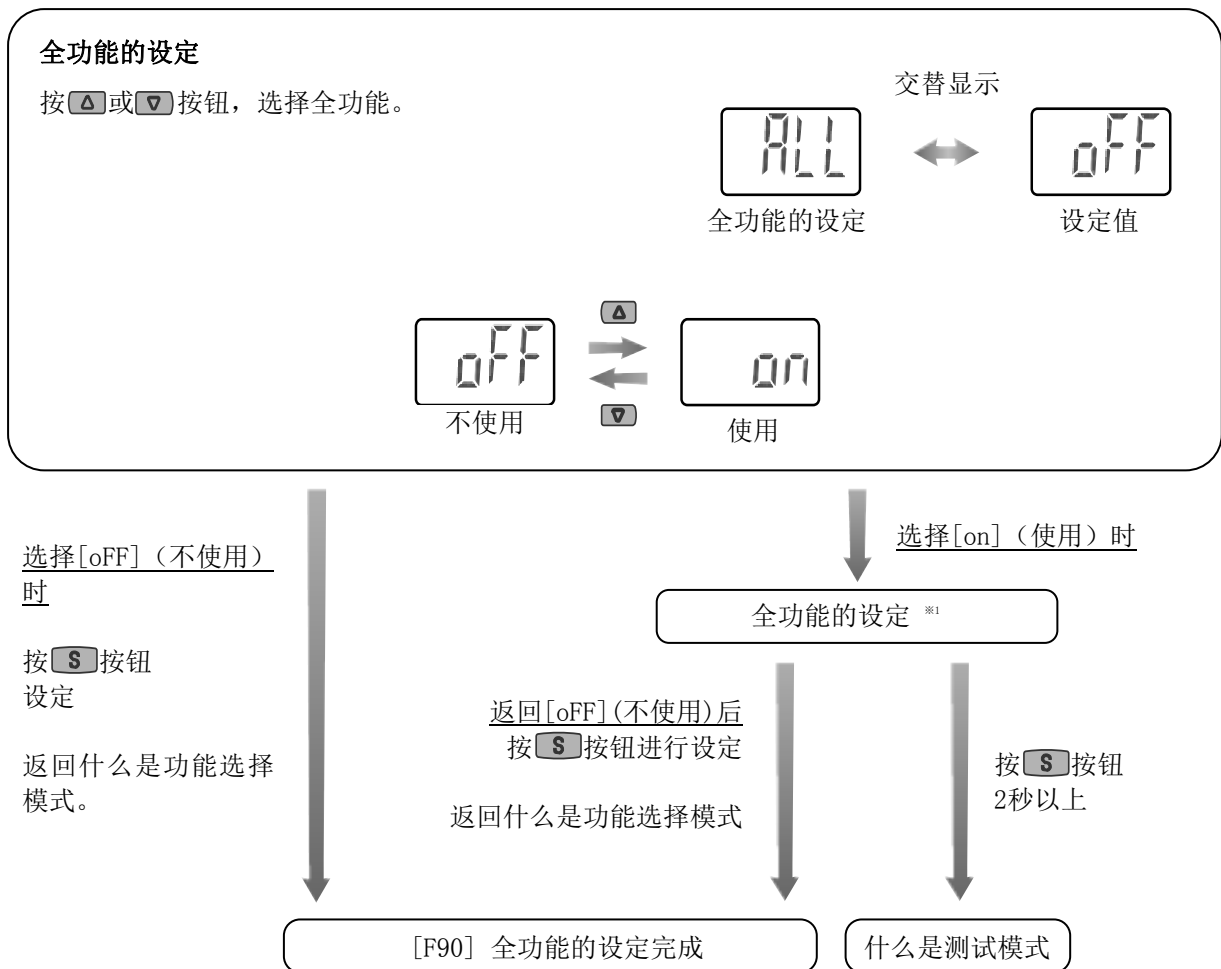 全功能的设定
按△或▽按钮，选择全功能。
交替显示
ALL
oFF
全功能的设定
设定值
oFF
△
on
不使用
▽
使用
选择[oFF]（不使用）
时
按S按钮
设定
返回什么是功能选择
模式。
选择[on]（使用）时
全功能的设定 ※1
返回[oFF](不使用)后
按S按钮进行设定
返回什么是功能选择模式
按S按钮
2秒以上
[F90] 全功能的设定完成
什么是测试模式